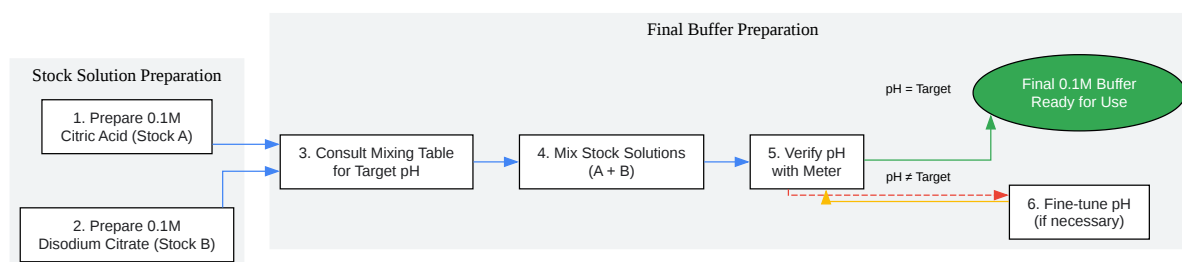 Stock Solution Preparation
1. Prepare 0.1M
Citric Acid (Stock A)
2. Prepare 0.1M
Disodium Citrate (Stock B)
Final Buffer Preparation
3. Consult Mixing Table
for Target pH
4. Mix Stock Solutions
(A + B)
5. Verify pH
with Meter
pH = Target
Final 0.1M Buffer
Ready for Use
pH ≠ Target
6. Fine-tune pH
(if necessary)